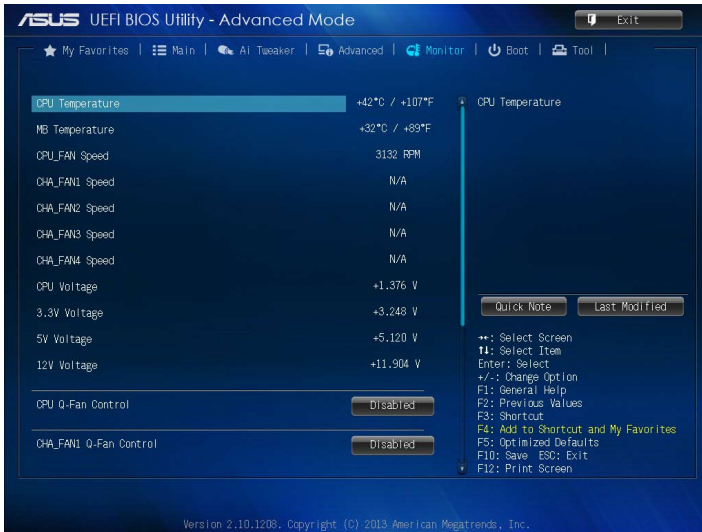 ASUS UEFI BIOS Utility - Advanced Mode
Exit
My Favorites | Main | Ai Tweaker | Advanced | Monitor | Boot | Tool |
CPU Temperature +42°C / +107°F
MB Temperature +32°C / +89°F
CPU_FAN Speed 3132 RPM
CHA_FAN1 Speed N/A
CHA_FAN2 Speed N/A
CHA_FAN3 Speed N/A
CHA_FAN4 Speed N/A
CPU Voltage +1.376 V
3.3V Voltage +3.248 V
5V Voltage +5.120 V
12V Voltage +11.904 V
CPU Q-Fan Control Disabled
CHA_FAN1 Q-Fan Control Disabled
CPU Temperature
Quick Note Last Modified
→←: Select Screen
↑↓: Select Item
Enter: Select
+/-: Change Option
F1: General Help
F2: Previous Values
F3: Shortcut
F4: Add to Shortcut and My Favorites
F5: Optimized Defaults
F10: Save ESC: Exit
F12: Print Screen
Version 2.10.1208. Copyright (C) 2013 American Megatrends, Inc.